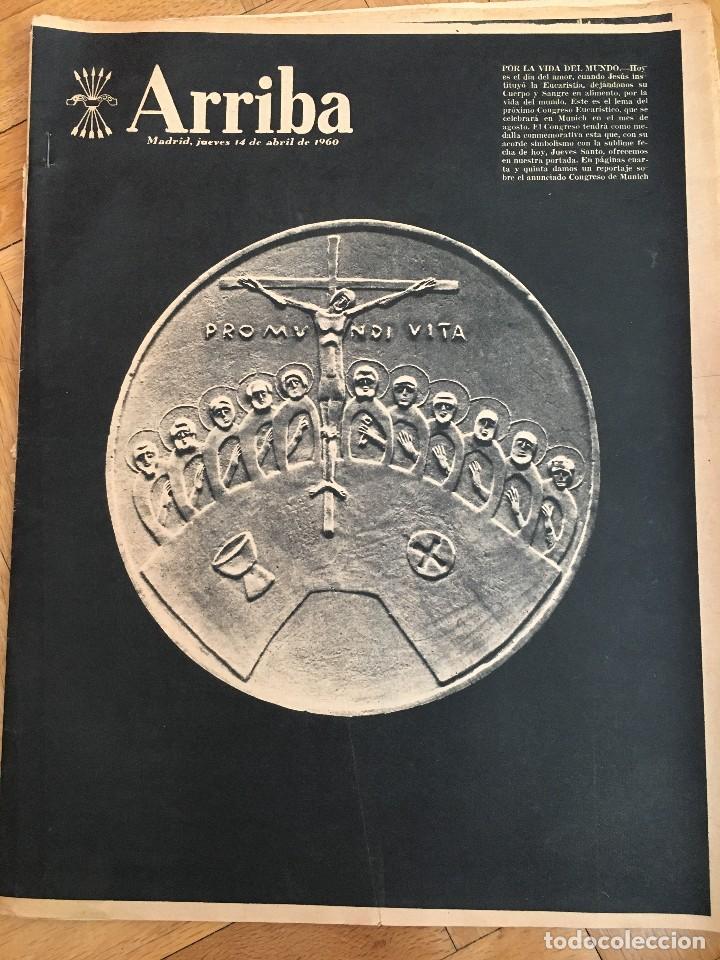 Arriba
Madrid, jueves 14 de abril de 1960
POR LA VIDA DEL MUNDO.—Hoy
es el día del amor, cuando Jesús ins-
tituyó la Eucaristía, dejándonos su
Cuerpo y Sangre en alimento, por la
vida del mundo. Este es el lema del
próximo Congreso Eucarístico, que se
celebrará en Munich en el mes de
agosto. El Congreso tendrá como me-
dalla conmemorativa esta que, con su
acorde simbolismo con la sublime fe-
cha de hoy, Jueves Santo, ofrecemos
en nuestra portada. En páginas cuar-
ta y quinta damos un reportaje so-
bre el anunciado Congreso de Munich
PRO MUNDI VITA
todocoleccion.net